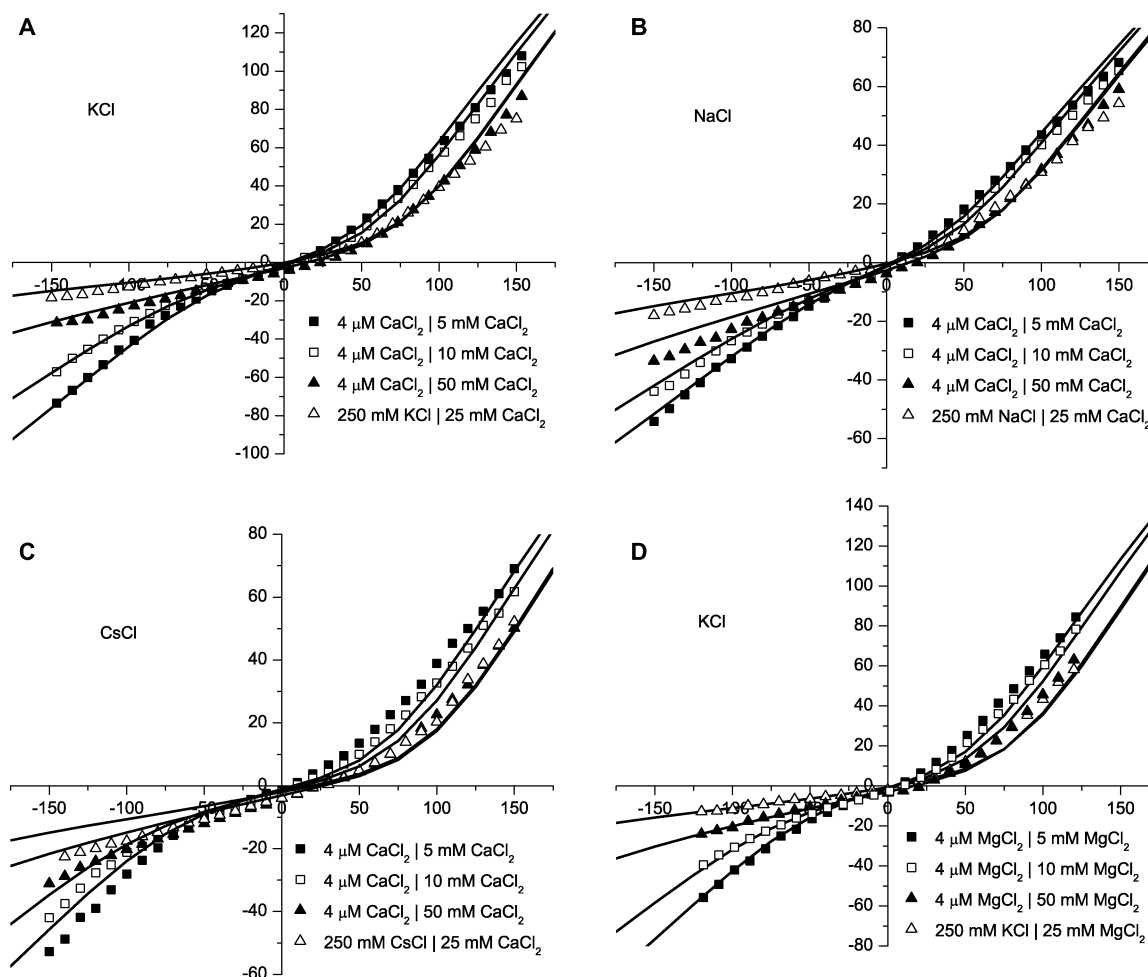 A
KCl
120
100
80
60
40
20
0
-150 -100 -50 0 50 100 150
-20
-40
-60
-80
-100
4 μM CaCl₂ | 5 mM CaCl₂
4 μM CaCl₂ | 10 mM CaCl₂
4 μM CaCl₂ | 50 mM CaCl₂
250 mM KCl | 25 mM CaCl₂
B
NaCl
80
60
40
20
0
-150 -100 -50 0 50 100 150
-20
-40
-60
4 μM CaCl₂ | 5 mM CaCl₂
4 μM CaCl₂ | 10 mM CaCl₂
4 μM CaCl₂ | 50 mM CaCl₂
250 mM NaCl | 25 mM CaCl₂
C
CsCl
80
60
40
20
0
-150 -100 -50 0 50 100 150
-20
-40
-60
4 μM CaCl₂ | 5 mM CaCl₂
4 μM CaCl₂ | 10 mM CaCl₂
4 μM CaCl₂ | 50 mM CaCl₂
250 mM CsCl | 25 mM CaCl₂
D
KCl
140
120
100
80
60
40
20
0
-150 -100 -50 0 50 100 150
-20
-40
-60
-80
4 μM MgCl₂ | 5 mM MgCl₂
4 μM MgCl₂ | 10 mM MgCl₂
4 μM MgCl₂ | 50 mM MgCl₂
250 mM KCl | 25 mM MgCl₂